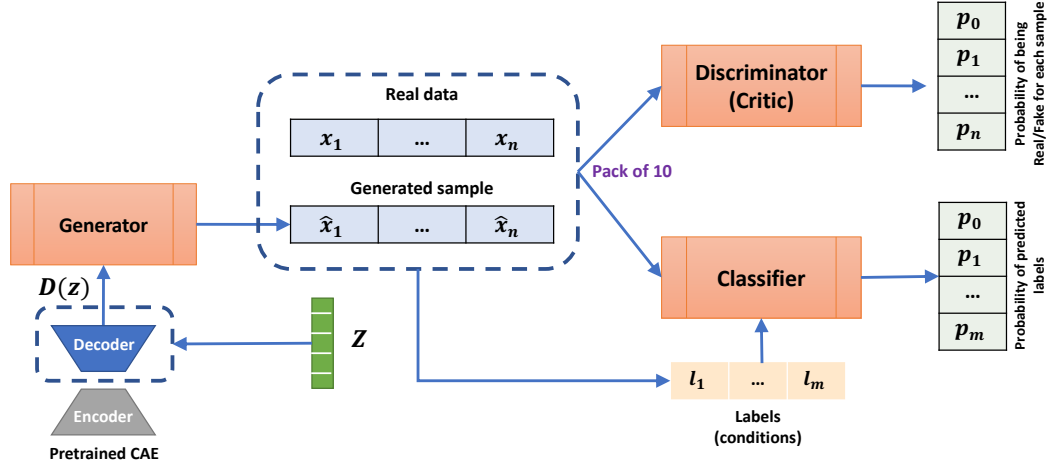 Real data
x₁ ... xₙ
Generated sample
x̂₁ ... x̂ₙ
Generator
D(z)
Decoder
Encoder
Pretrained CAE
Z
Pack of 10
Discriminator
(Critic)
Classifier
l₁ ... lₘ
Labels
(conditions)
p₀
p₁
...
pₙ
Probability of being
Real/Fake for each sample
p₀
p₁
...
pₘ
Probability of predicted
labels